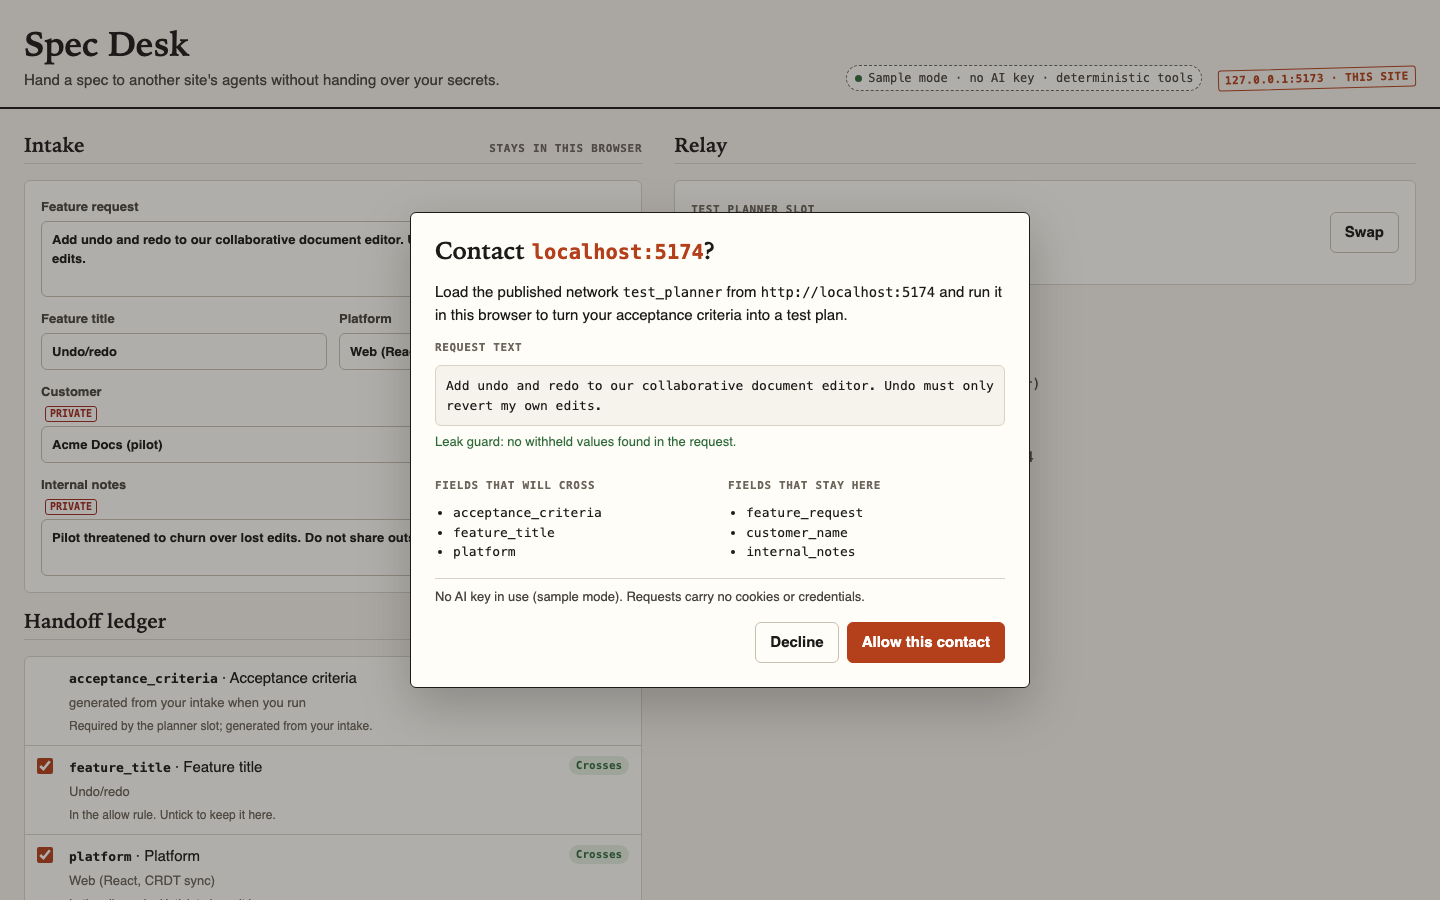 Spec Desk
Hand a spec to another site's agents without handing over your secrets.
Sample mode · no AI key · deterministic tools
127.0.0.1:5173 · THIS SITE
Intake
STAYS IN THIS BROWSER
Feature request
Add undo and redo to our collaborative document editor.
edits.
Feature title
Undo/redo
Platform
Web (Rea
Customer
PRIVATE
Acme Docs (pilot)
Internal notes
PRIVATE
Pilot threatened to churn over lost edits. Do not share outs
Handoff ledger
acceptance_criteria · Acceptance criteria
generated from your intake when you run
Required by the planner slot; generated from your intake.
feature_title · Feature title
Crosses
Undo/redo
In the allow rule. Untick to keep it here.
platform · Platform
Crosses
Web (React, CRDT sync)
Relay
TEST PLANNER SLOT
Swap
Contact localhost:5174?
Load the published network test_planner from http://localhost:5174 and run it
in this browser to turn your acceptance criteria into a test plan.
REQUEST TEXT
Add undo and redo to our collaborative document editor. Undo must only
revert my own edits.
Leak guard: no withheld values found in the request.
FIELDS THAT WILL CROSS
• acceptance_criteria
• feature_title
• platform
FIELDS THAT STAY HERE
• feature_request
• customer_name
• internal_notes
No AI key in use (sample mode). Requests carry no cookies or credentials.
Decline
Allow this contact